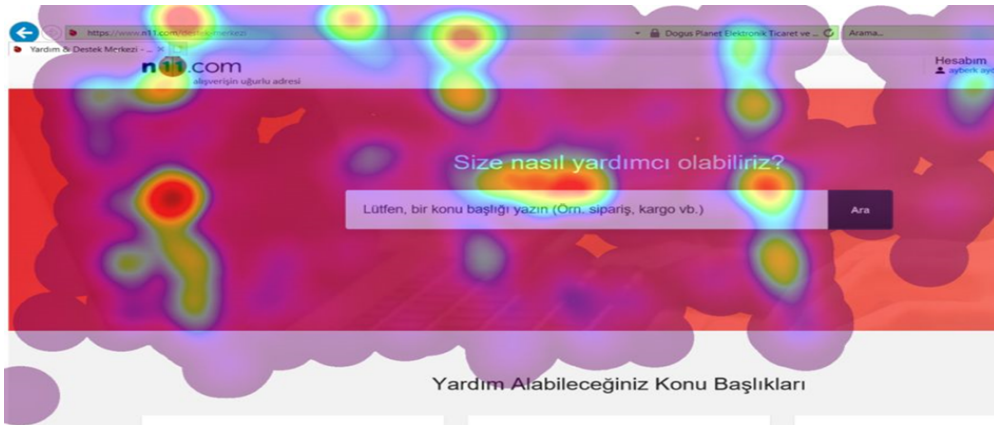 https://www.n11.com/destek-merkezi
Dogus Planet Elektronik Ticaret ve ...
Arama...
Yardım & Destek Merkezi - ...
n11.com
alışverişin uğurlu adresi
Hesabım
ayberk ayd
Size nasıl yardımcı olabiliriz?
Lütfen, bir konu başlığı yazın (Örn. sipariş, kargo vb.)
Ara
Yardım Alabileceğiniz Konu Başlıkları